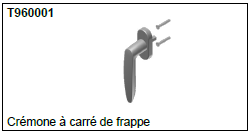 T960001
Crémone à carré de frappe